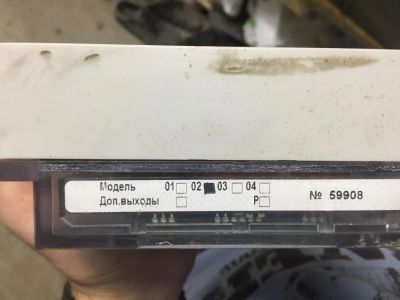 Модель 01□ 02■ 03□ 04□
Доп.выходы □ Р□ № 59908